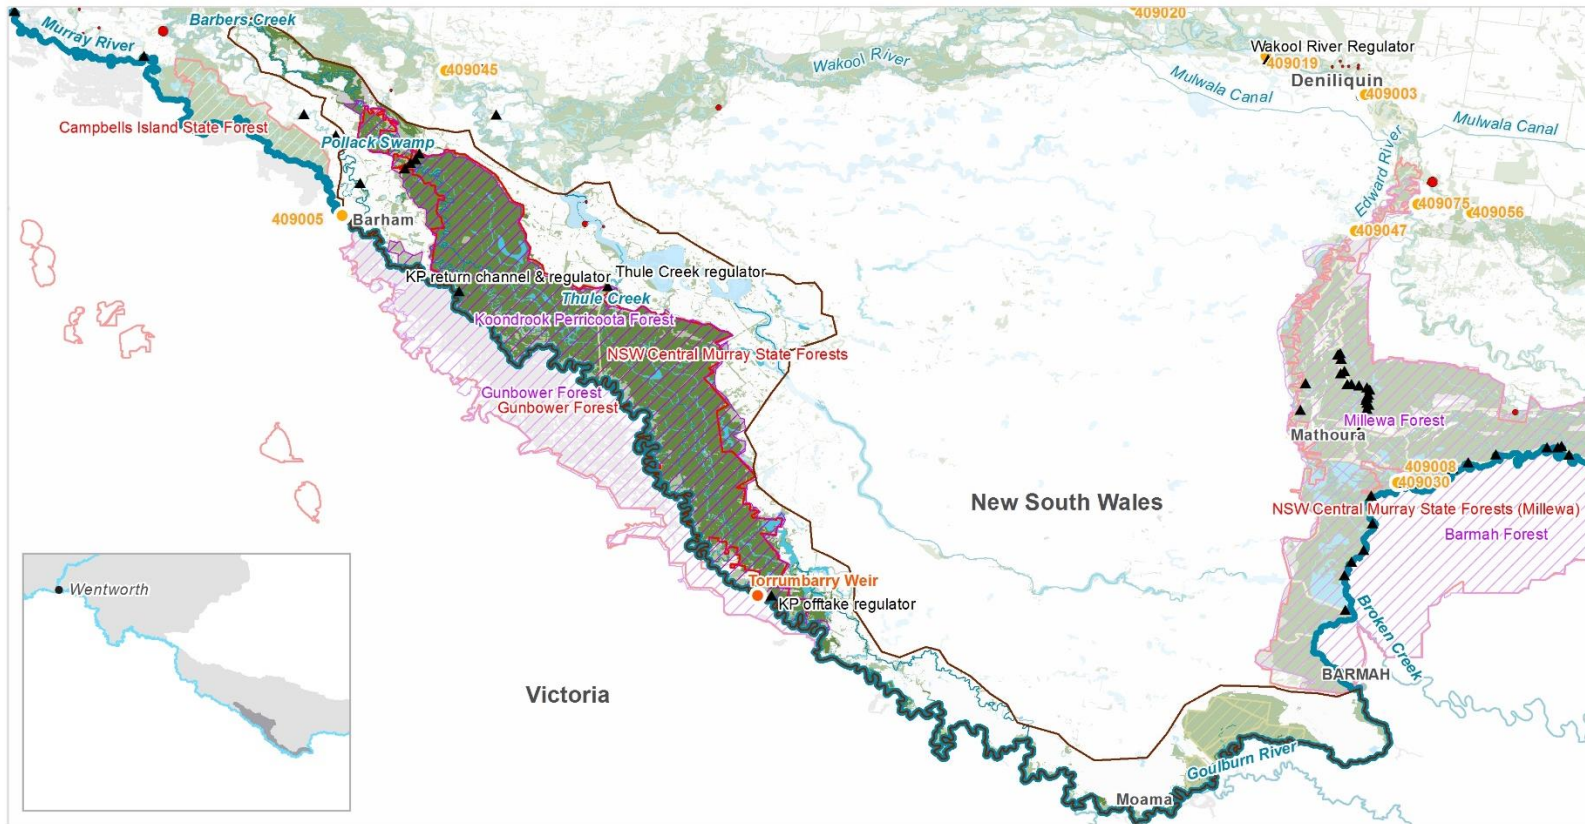 Barbers Creek
Murray River
409020
409045
Wakool River
Wakool River Regulator
409019
Deniliquin
409003
Mulwala Canal
Mulwala Canal
Campbells Island State Forest
Pollack Swamp
Edward River
409005
Barham
409075
409056
409047
KP return channel & regulator
Thule Creek regulator
Thule Creek
Koondrook Perricoota Forest
NSW Central Murray State Forests
Gunbower Forest
Gunbower Forest
Millewa Forest
Mathoura
409008
409030
New South Wales
NSW Central Murray State Forests (Millewa)
Barmah Forest
Torrumbarry Weir
KP offtake regulator
Wentworth
Broken Creek
BARMAH
Victoria
Goulburn River
Moama